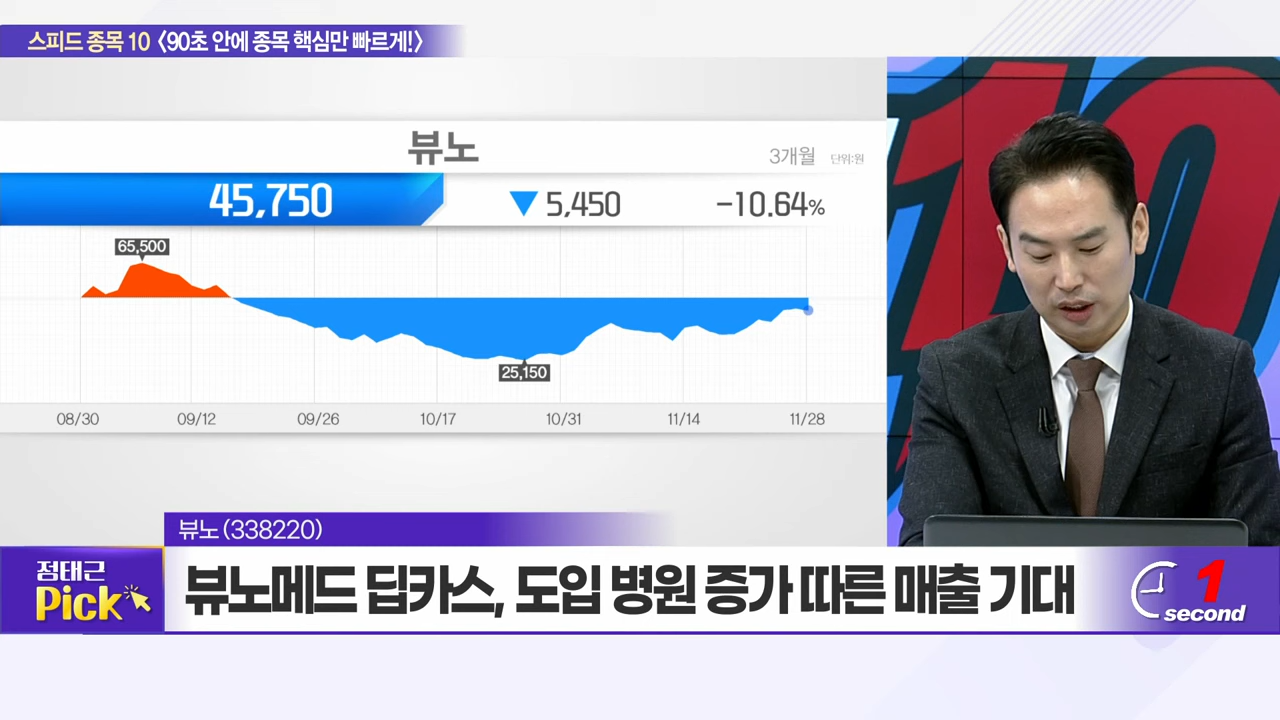 스피드 종목 10 〈90초 안에 종목 핵심만 빠르게!〉
뷰노
3개월 단위:원
45,750 ▼ 5,450 -10.64%
65,500
25,150
08/30 09/12 09/26 10/17 10/31 11/14 11/28
10
뷰노 (338220)
정태근
Pick
뷰노메드 딥카스, 도입 병원 증가 따른 매출 기대
1
second